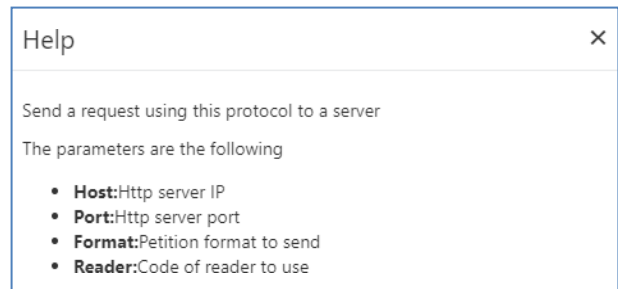 Help
Send a request using this protocol to a server
The parameters are the following
• Host:Http server IP
• Port:Http server port
• Format:Petition format to send
• Reader:Code of reader to use